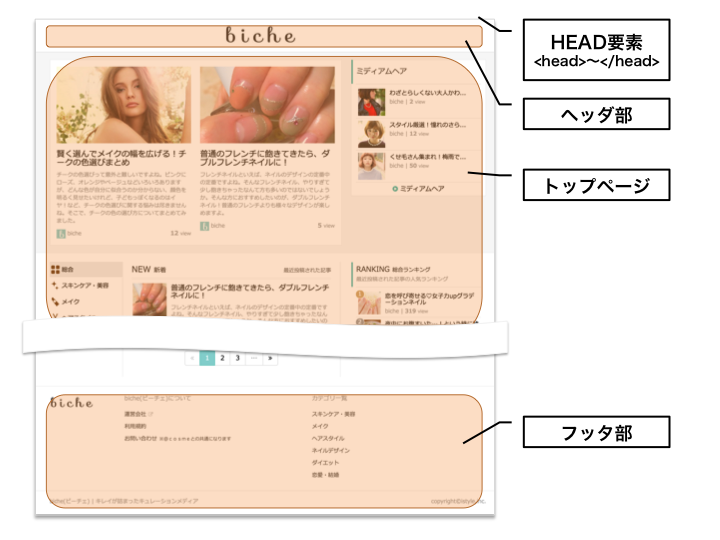 biche
HEAD要素
<head>〜</head>
ヘッダ部
トップページ
フッタ部
賢く選んでメイクの幅を広げる！チ
ークの色選びまとめ
チークの色選びって意外と難しいですよね。ピンクに
ローズ、オレンジやベージュなどいろいろあります
が、どんな色が自分に似合うのか分からない。顔色を
明るく見せたいけれど、子どもっぽくなるのはイ
ヤ！など、チークの色選びに関する悩みは尽きません
ね。そこで、チークの色の選び方についてまとめてみ
ました。
biche
12 view
普通のフレンチに飽きてきたら、ダ
ブルフレンチネイルに！
フレンチネイルといえば、ネイルのデザインの定番中
の定番ですよね。そんなフレンチネイル、やりすぎて
少し飽きちゃったなんて方も多いのではないでしょう
か。そんな方におすすめしたいのが、ダブルフレンチ
ネイル！普通のフレンチよりも様々なデザインが楽し
めますよ。
biche
5 view
ミディアムヘア
わざとらしくない大人かわ...
biche | 2 view
スタイル厳選！憧れのさら...
biche | 12 view
くせ毛さん集まれ！梅雨で...
biche | 50 view
ミディアムヘア
総合
スキンケア・美容
メイク
NEW 新着
最近投稿された記事
普通のフレンチに飽きてきたら、ダブルフレンチ
ネイルに！
フレンチネイルといえば、ネイルのデザインの定番中の定番です
よね。そんなフレンチネイル、やりすぎて少し飽きちゃったなん
RANKING 総合ランキング
最近投稿された記事の人気ランキング
1
恋を呼び寄せる♡女子力upグラデ
ーションネイル
biche | 319 view
2
« 1 2 3 … »
biche
biche(ビーチェ)について
運営会社
利用規約
お問い合わせ
カテゴリ一覧
スキンケア・美容
メイク
ヘアスタイル
ネイルデザイン
ダイエット
恋愛・結婚
biche(ビーチェ) | キレイが詰まったキュレーションメディア
copyright©style, inc.